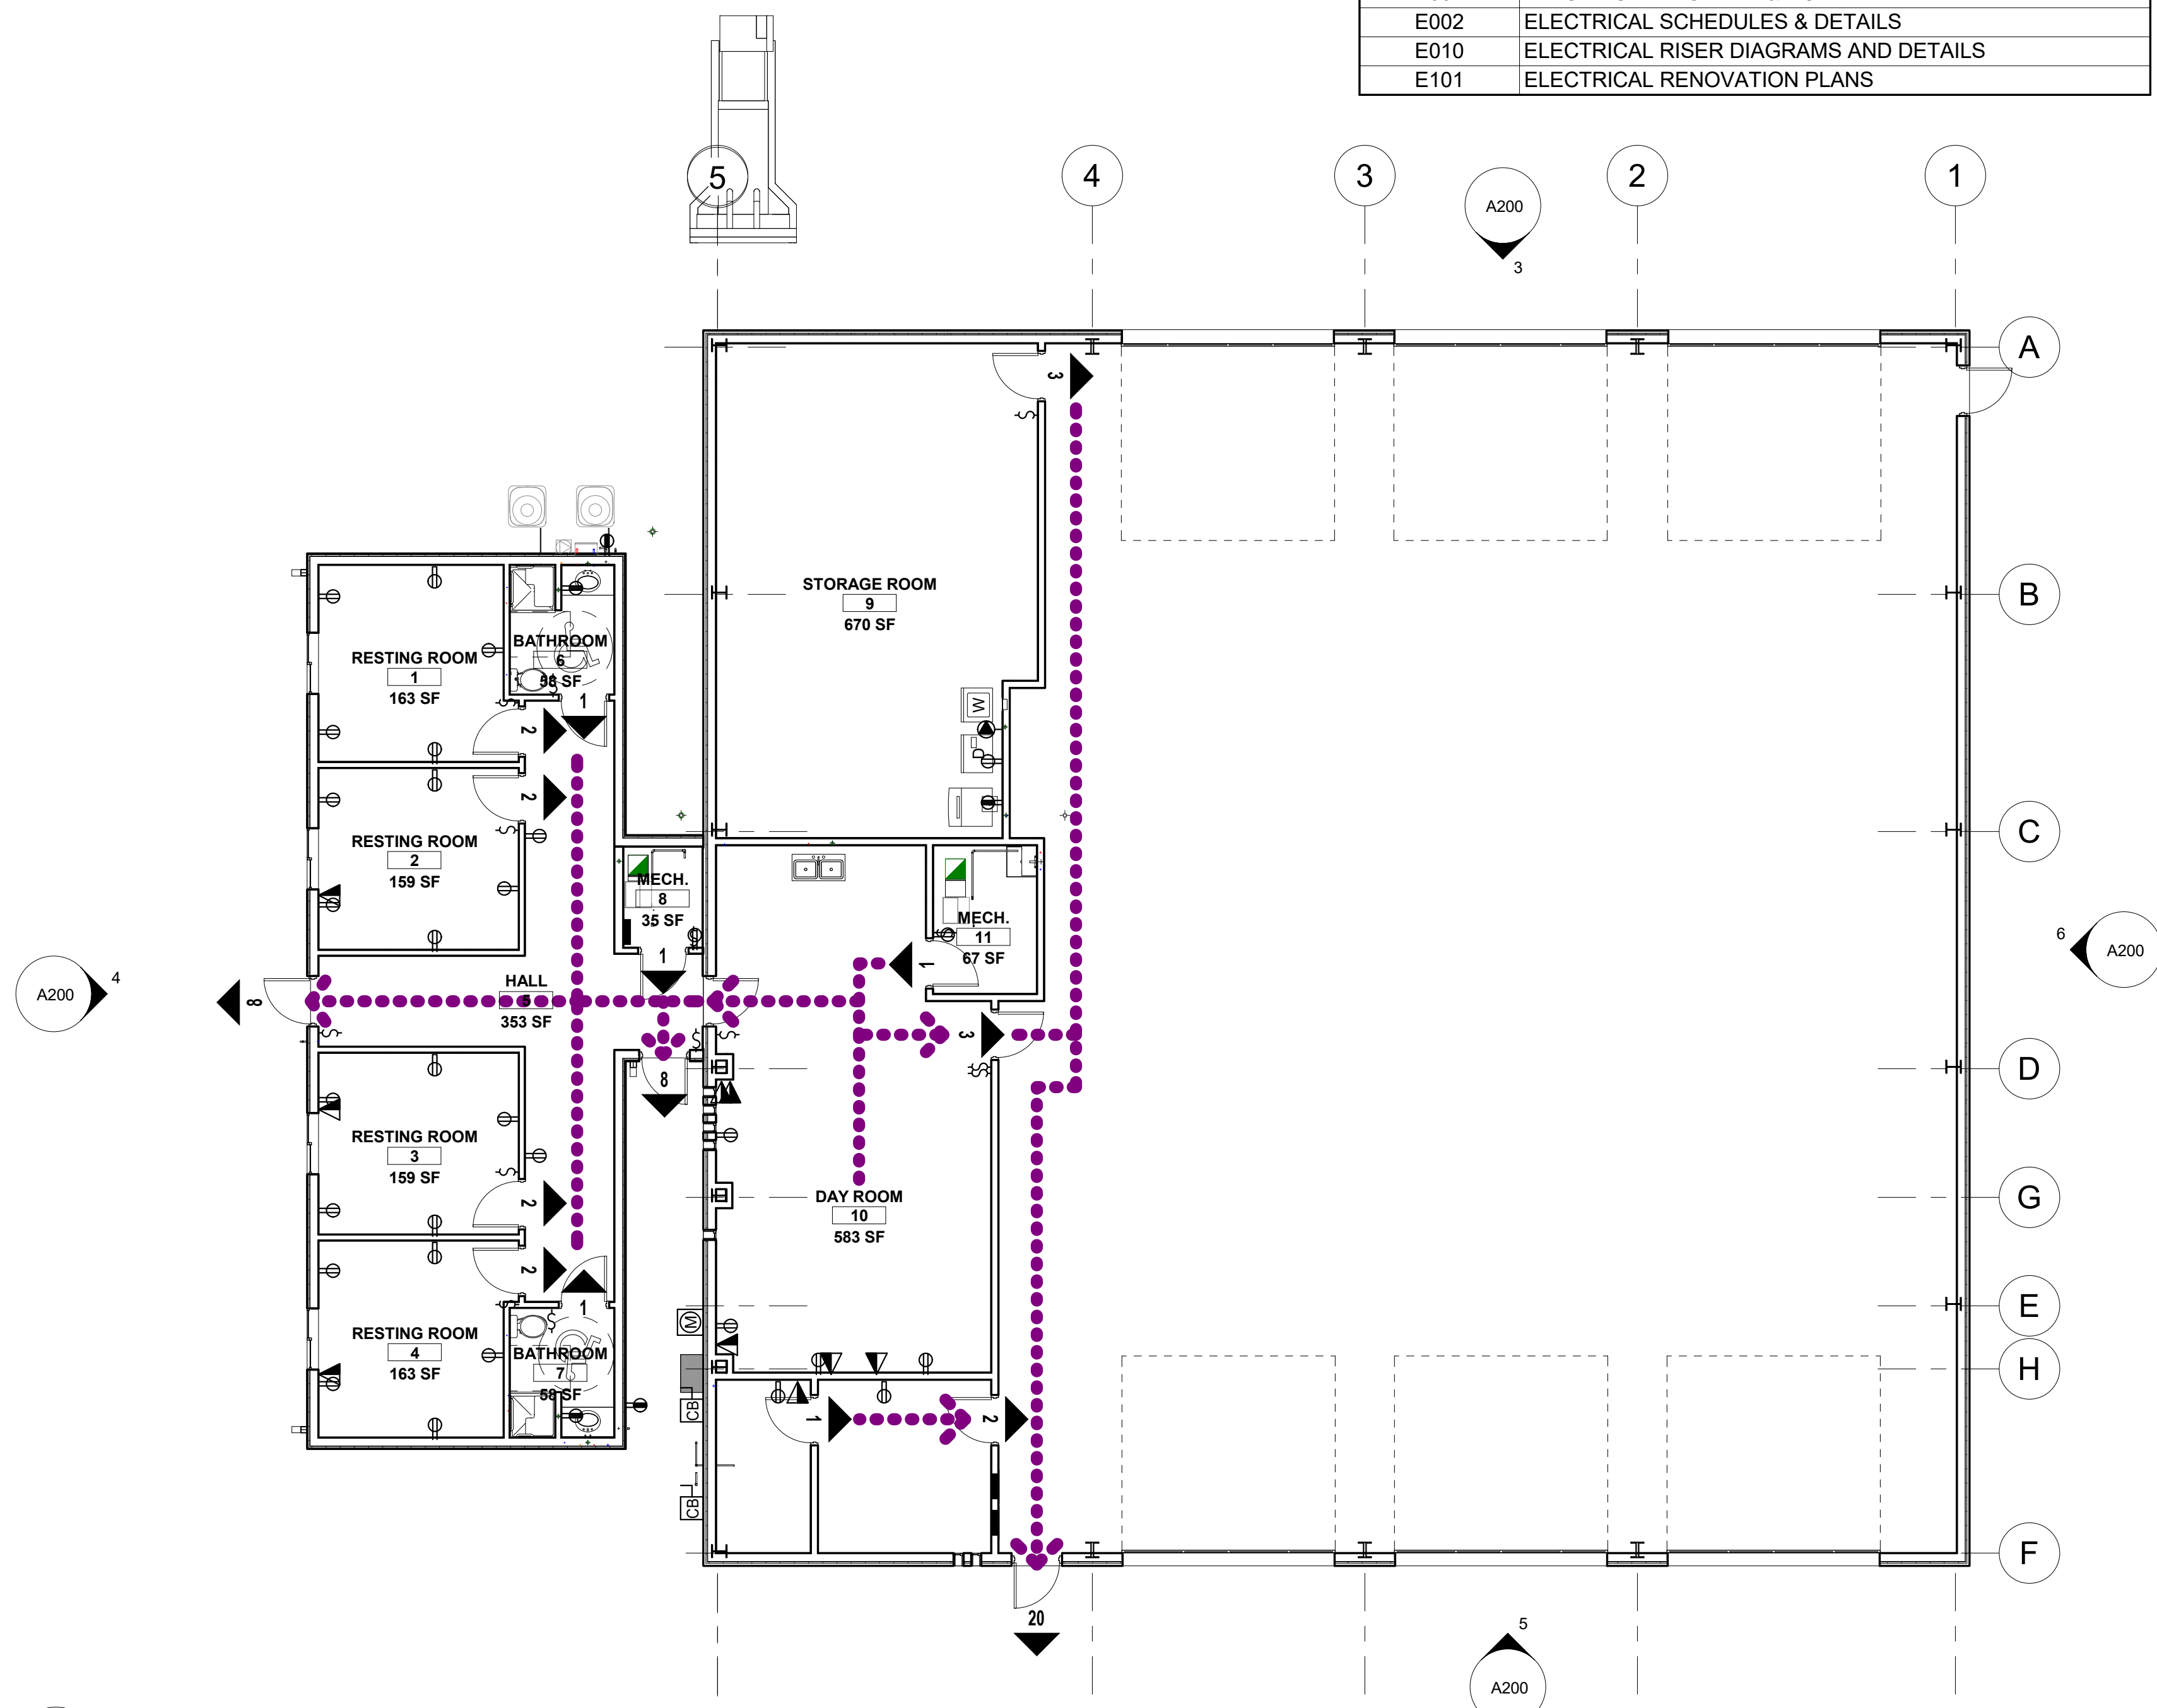 E002 ELECTRICAL SCHEDULES & DETAILS
E010 ELECTRICAL RISER DIAGRAMS AND DETAILS
E101 ELECTRICAL RENOVATION PLANS
5
4
3
2
1
A200
3
A
3
STORAGE ROOM
9
670 SF
B
RESTING ROOM
1
163 SF
BATHROOM
6
58 SF
1
2
W
D
2
RESTING ROOM
2
159 SF
C
MECH.
8
35 SF
1
MECH.
11
67 SF
1
A200
4
8
HALL
5
353 SF
3
6
A200
D
8
RESTING ROOM
3
159 SF
2
DAY ROOM
10
583 SF
G
2
1
RESTING ROOM
4
163 SF
BATHROOM
7
58 SF
M
E
H
CB
1
2
CB
F
20
5
A200